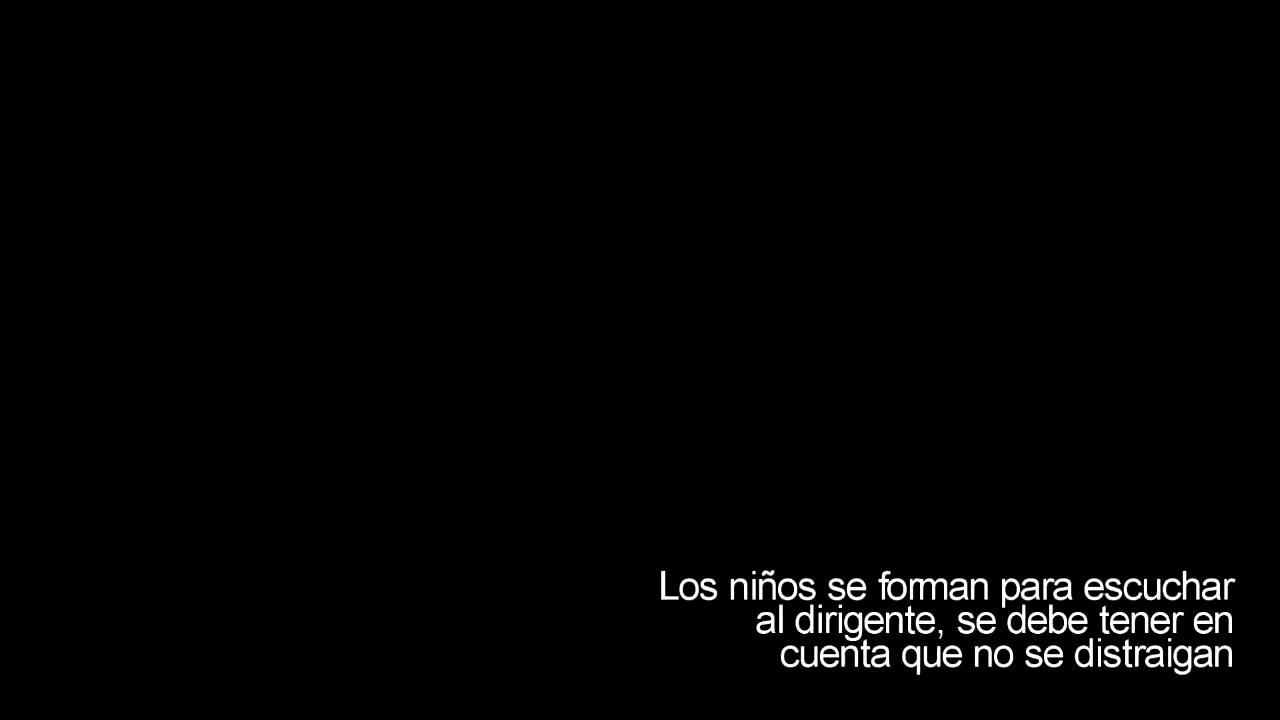 Los niños se forman para escuchar
al dirigente, se debe tener en
cuenta que no se distraigan